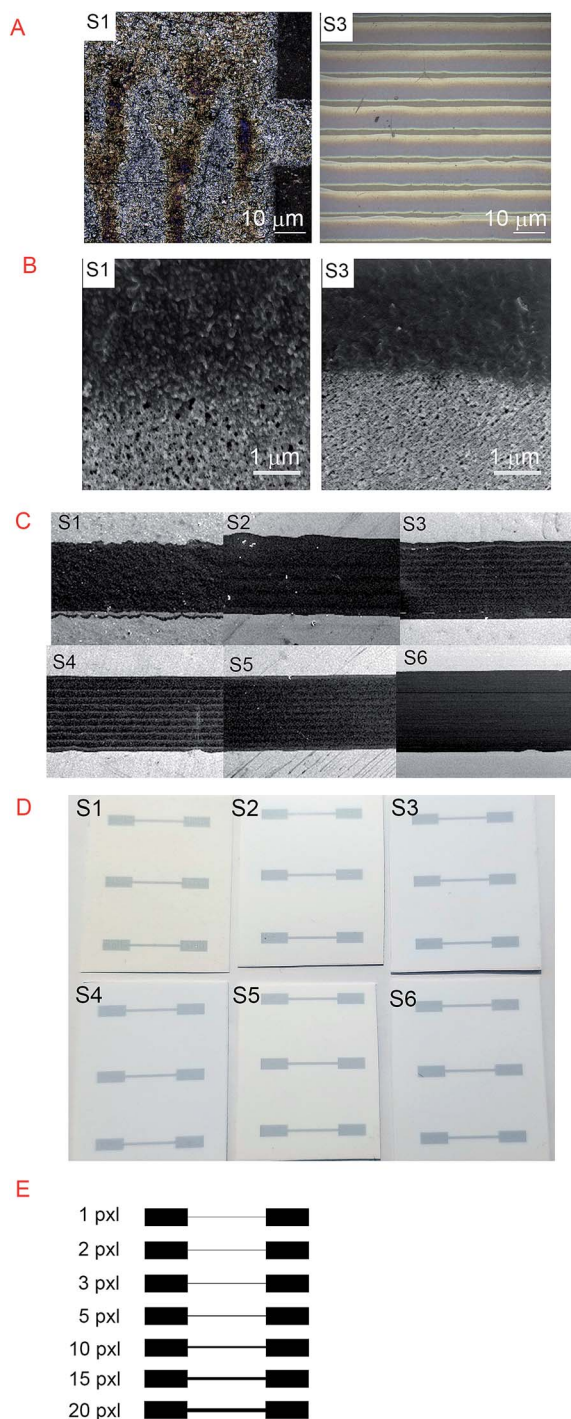 A
S1
S3
10 μm
10 μm
B
S1
S3
1 μm
1 μm
C
S1
S2
S3
S4
S5
S6
D
S1
S2
S3
S4
S5
S6
E
1 pxl
2 pxl
3 pxl
5 pxl
10 pxl
15 pxl
20 pxl